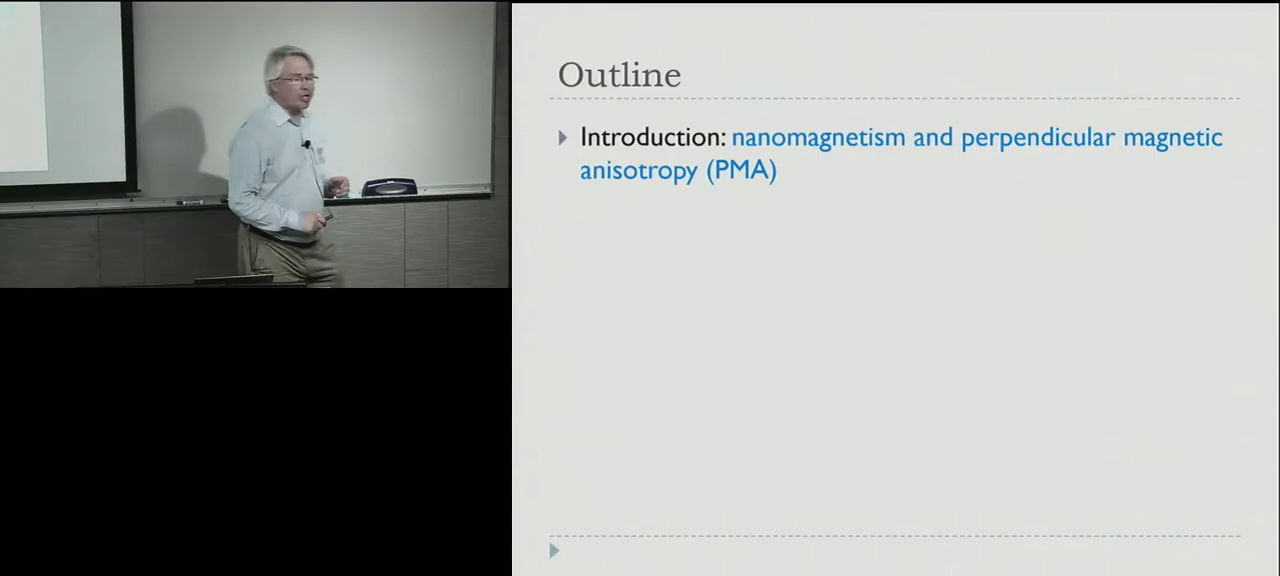 Outline
Introduction: nanomagnetism and perpendicular magnetic
anisotropy (PMA)